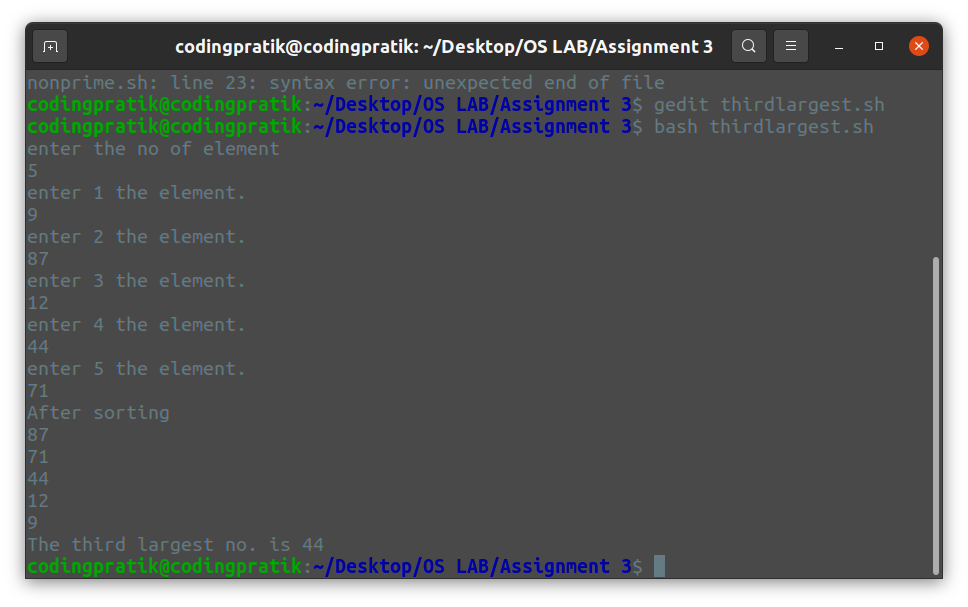 codingpratik@codingpratik: ~/Desktop/OS LAB/Assignment 3
nonprime.sh: line 23: syntax error: unexpected end of file
codingpratik@codingpratik:~/Desktop/OS LAB/Assignment 3$ gedit thirdlargest.sh
codingpratik@codingpratik:~/Desktop/OS LAB/Assignment 3$ bash thirdlargest.sh
enter the no of element
5
enter 1 the element.
9
enter 2 the element.
87
enter 3 the element.
12
enter 4 the element.
44
enter 5 the element.
71
After sorting
87
71
44
12
9
The third largest no. is 44
codingpratik@codingpratik:~/Desktop/OS LAB/Assignment 3$